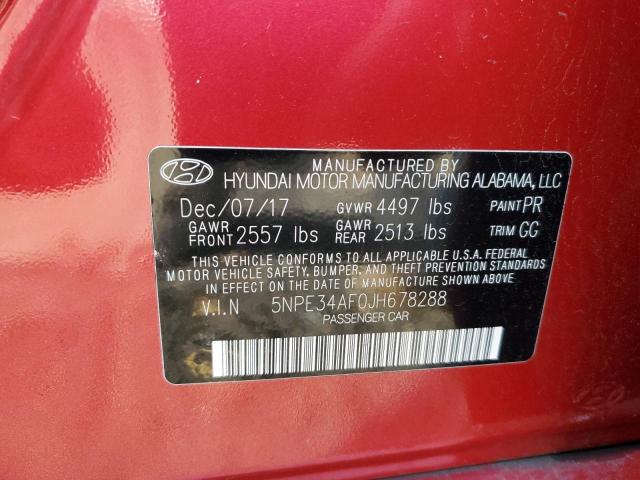 MANUFACTURED BY
HYUNDAI MOTOR MANUFACTURING ALABAMA, LLC
Dec/07/17 GVWR 4497 lbs PAINT PR
GAWR FRONT 2557 lbs GAWR REAR 2513 lbs TRIM GG
THIS VEHICLE CONFORMS TO ALL APPLICABLE U.S.A. FEDERAL
MOTOR VEHICLE SAFETY, BUMPER, AND THEFT PREVENTION STANDARDS
IN EFFECT ON THE DATE OF MANUFACTURE SHOWN ABOVE
V.I.N 5NPE34AF0JH678288
PASSENGER CAR